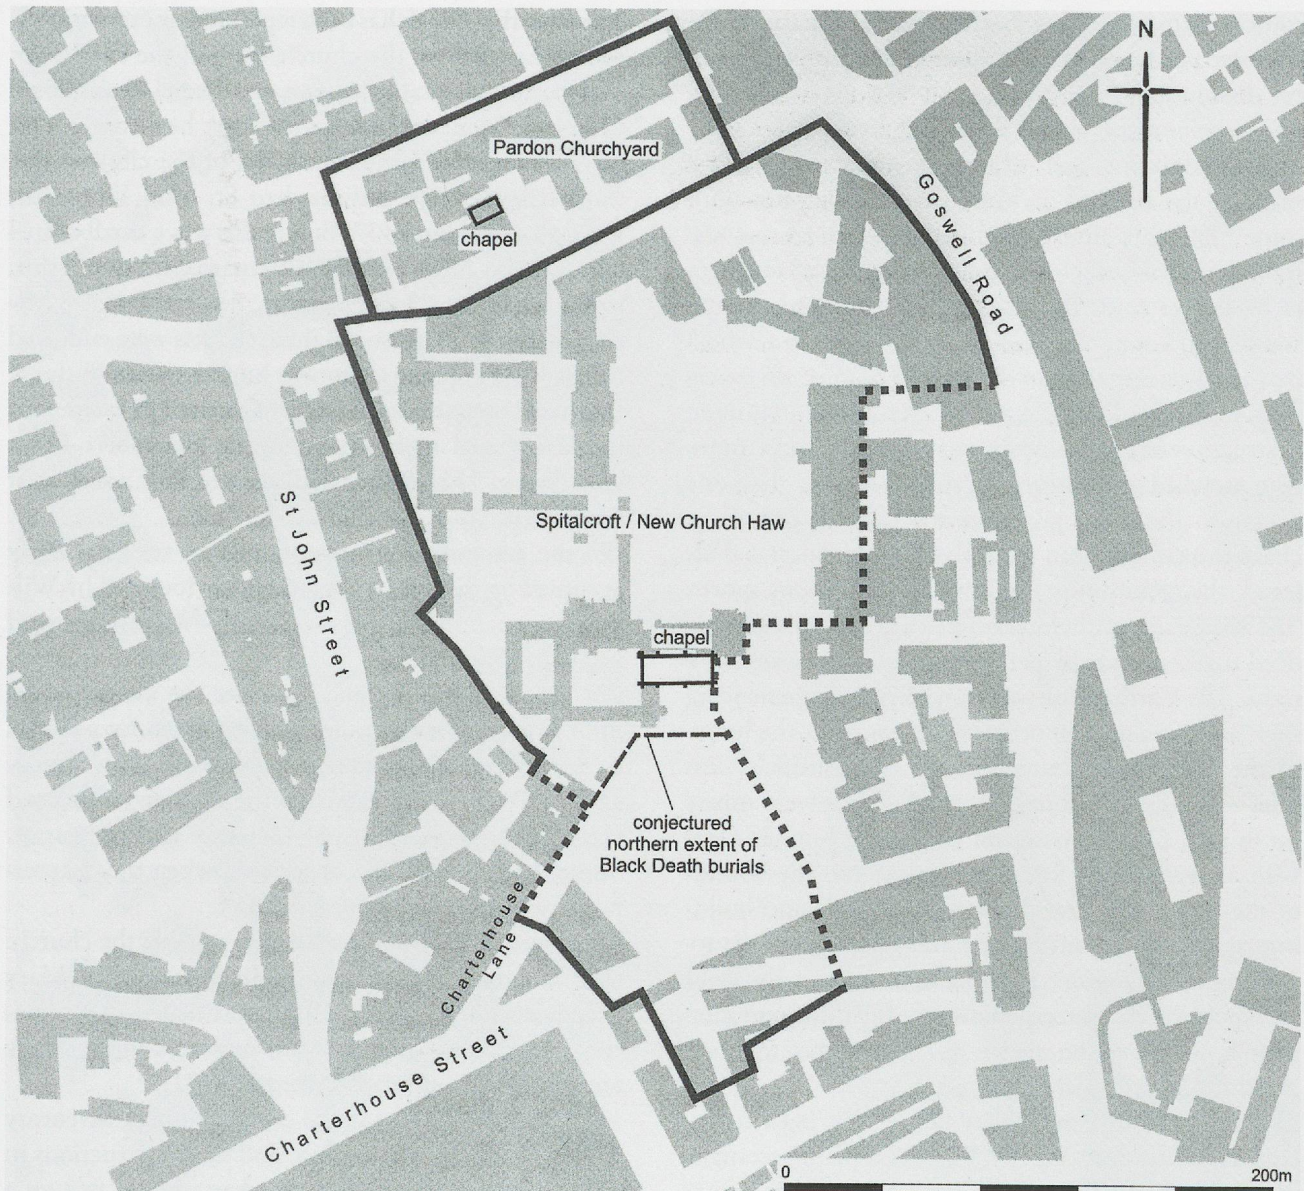 N
Pardon Churchyard
chapel
Goswell Road
St John Street
Spitalcroft / New Church Haw
chapel
conjectured
northern extent of
Black Death burials
Charterhouse
Lane
Charterhouse Street
0
200m